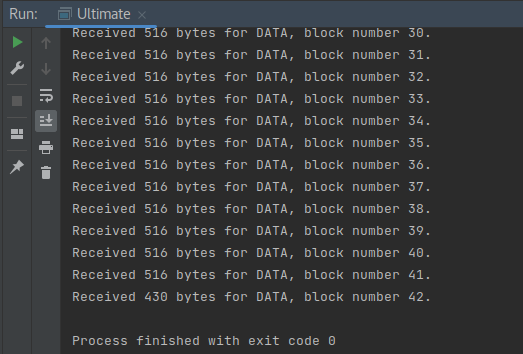 Run: Ultimate
Received 516 bytes for DATA, block number 30.
Received 516 bytes for DATA, block number 31.
Received 516 bytes for DATA, block number 32.
Received 516 bytes for DATA, block number 33.
Received 516 bytes for DATA, block number 34.
Received 516 bytes for DATA, block number 35.
Received 516 bytes for DATA, block number 36.
Received 516 bytes for DATA, block number 37.
Received 516 bytes for DATA, block number 38.
Received 516 bytes for DATA, block number 39.
Received 516 bytes for DATA, block number 40.
Received 516 bytes for DATA, block number 41.
Received 430 bytes for DATA, block number 42.
Process finished with exit code 0